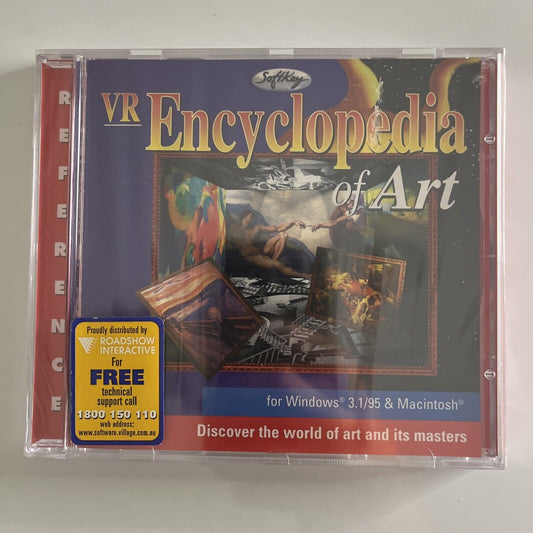 SoftKey
VR Encyclopedia
of Art
REFERENCE
Proudly distributed by
ROADSHOW
INTERACTIVE
For
FREE
technical
support call
1800 150 110
web address:
www.software.village.com.au
for Windows® 3.1/95 & Macintosh®
Discover the world of art and its masters